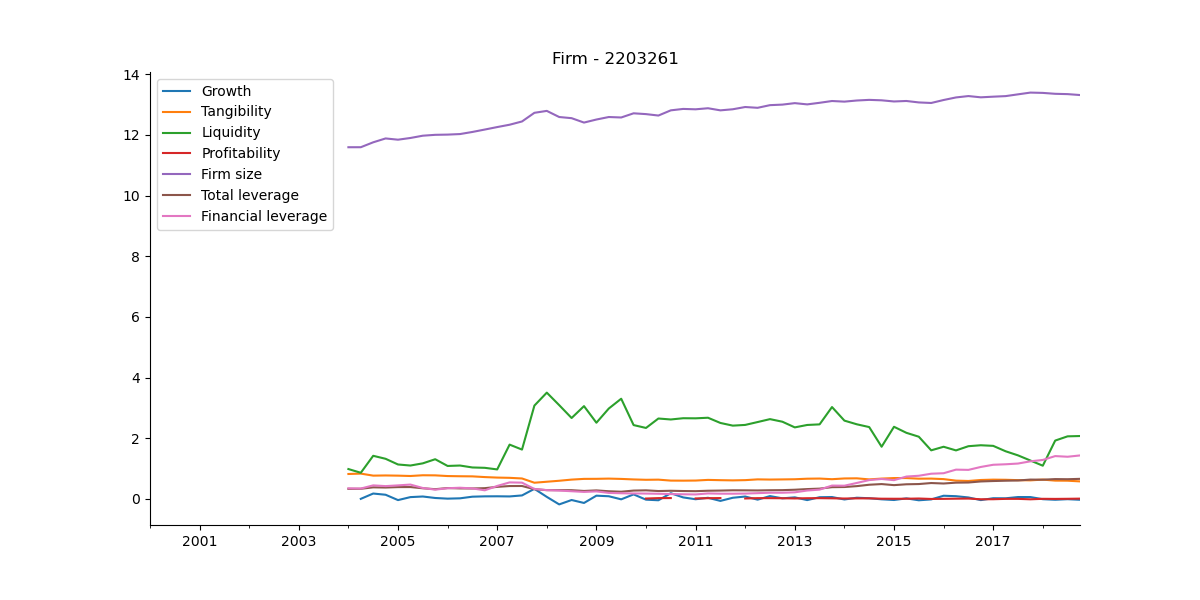 Firm - 2203261
14
12
10
8
6
4
2
0
Growth
Tangibility
Liquidity
Profitability
Firm size
Total leverage
Financial leverage
2001 2003 2005 2007 2009 2011 2013 2015 2017